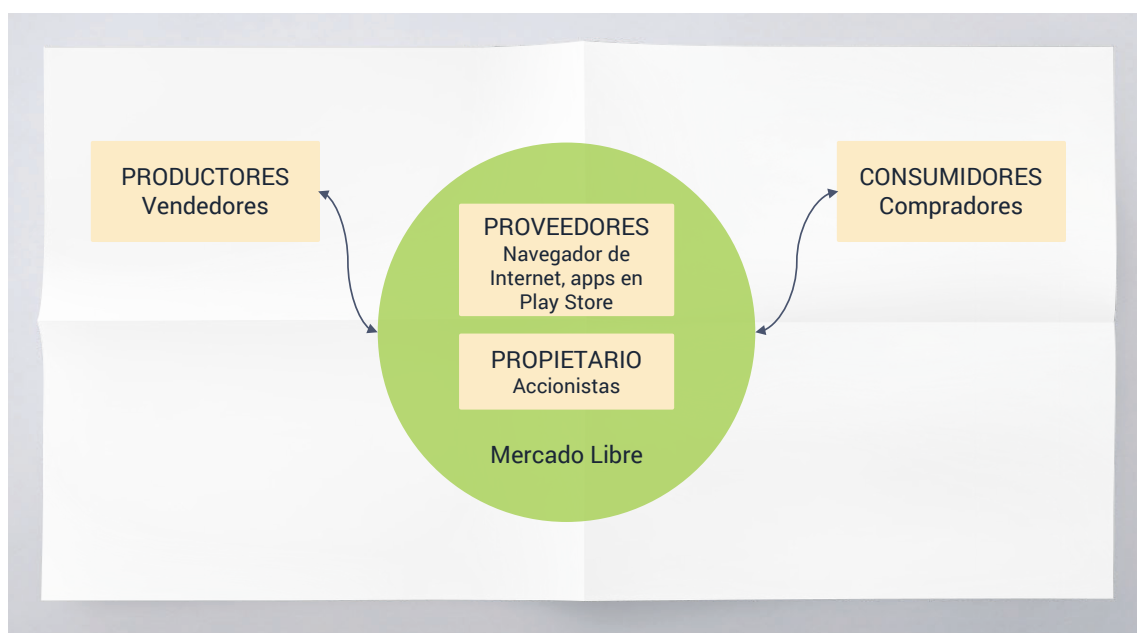 PRODUCTORES
Vendedores
PROVEEDORES
Navegador de
Internet, apps en
Play Store
PROPIETARIO
Accionistas
Mercado Libre
CONSUMIDORES
Compradores